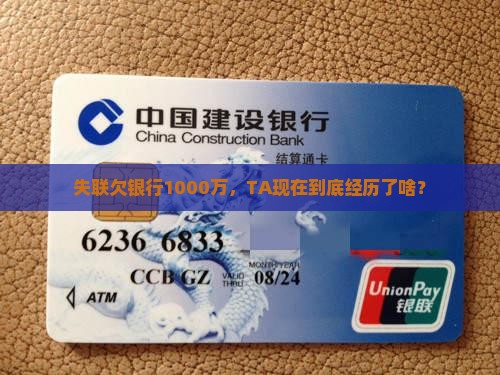 中国建设银行
China Construction Bank
结算通卡
失联欠银行1000万，TA现在到底经历了啥？
6236 6833
MONTH/YEAR
CCB GZ VALID THRU 08/24
ATM
UnionPay
银联